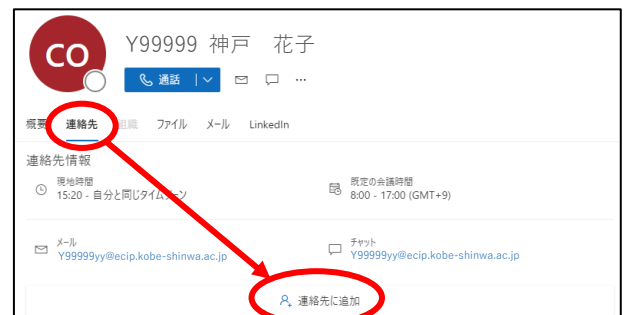 CO
Y99999 神戸　花子
通話
概要 連絡先 組織 ファイル メール LinkedIn
連絡先情報
現地時間
15:20 - 自分と同じタイムゾーン
既定の会議時間
8:00 - 17:00 (GMT+9)
メール
Y99999yy@ecip.kobe-shinwa.ac.jp
チャット
Y99999yy@ecip.kobe-shinwa.ac.jp
連絡先に追加